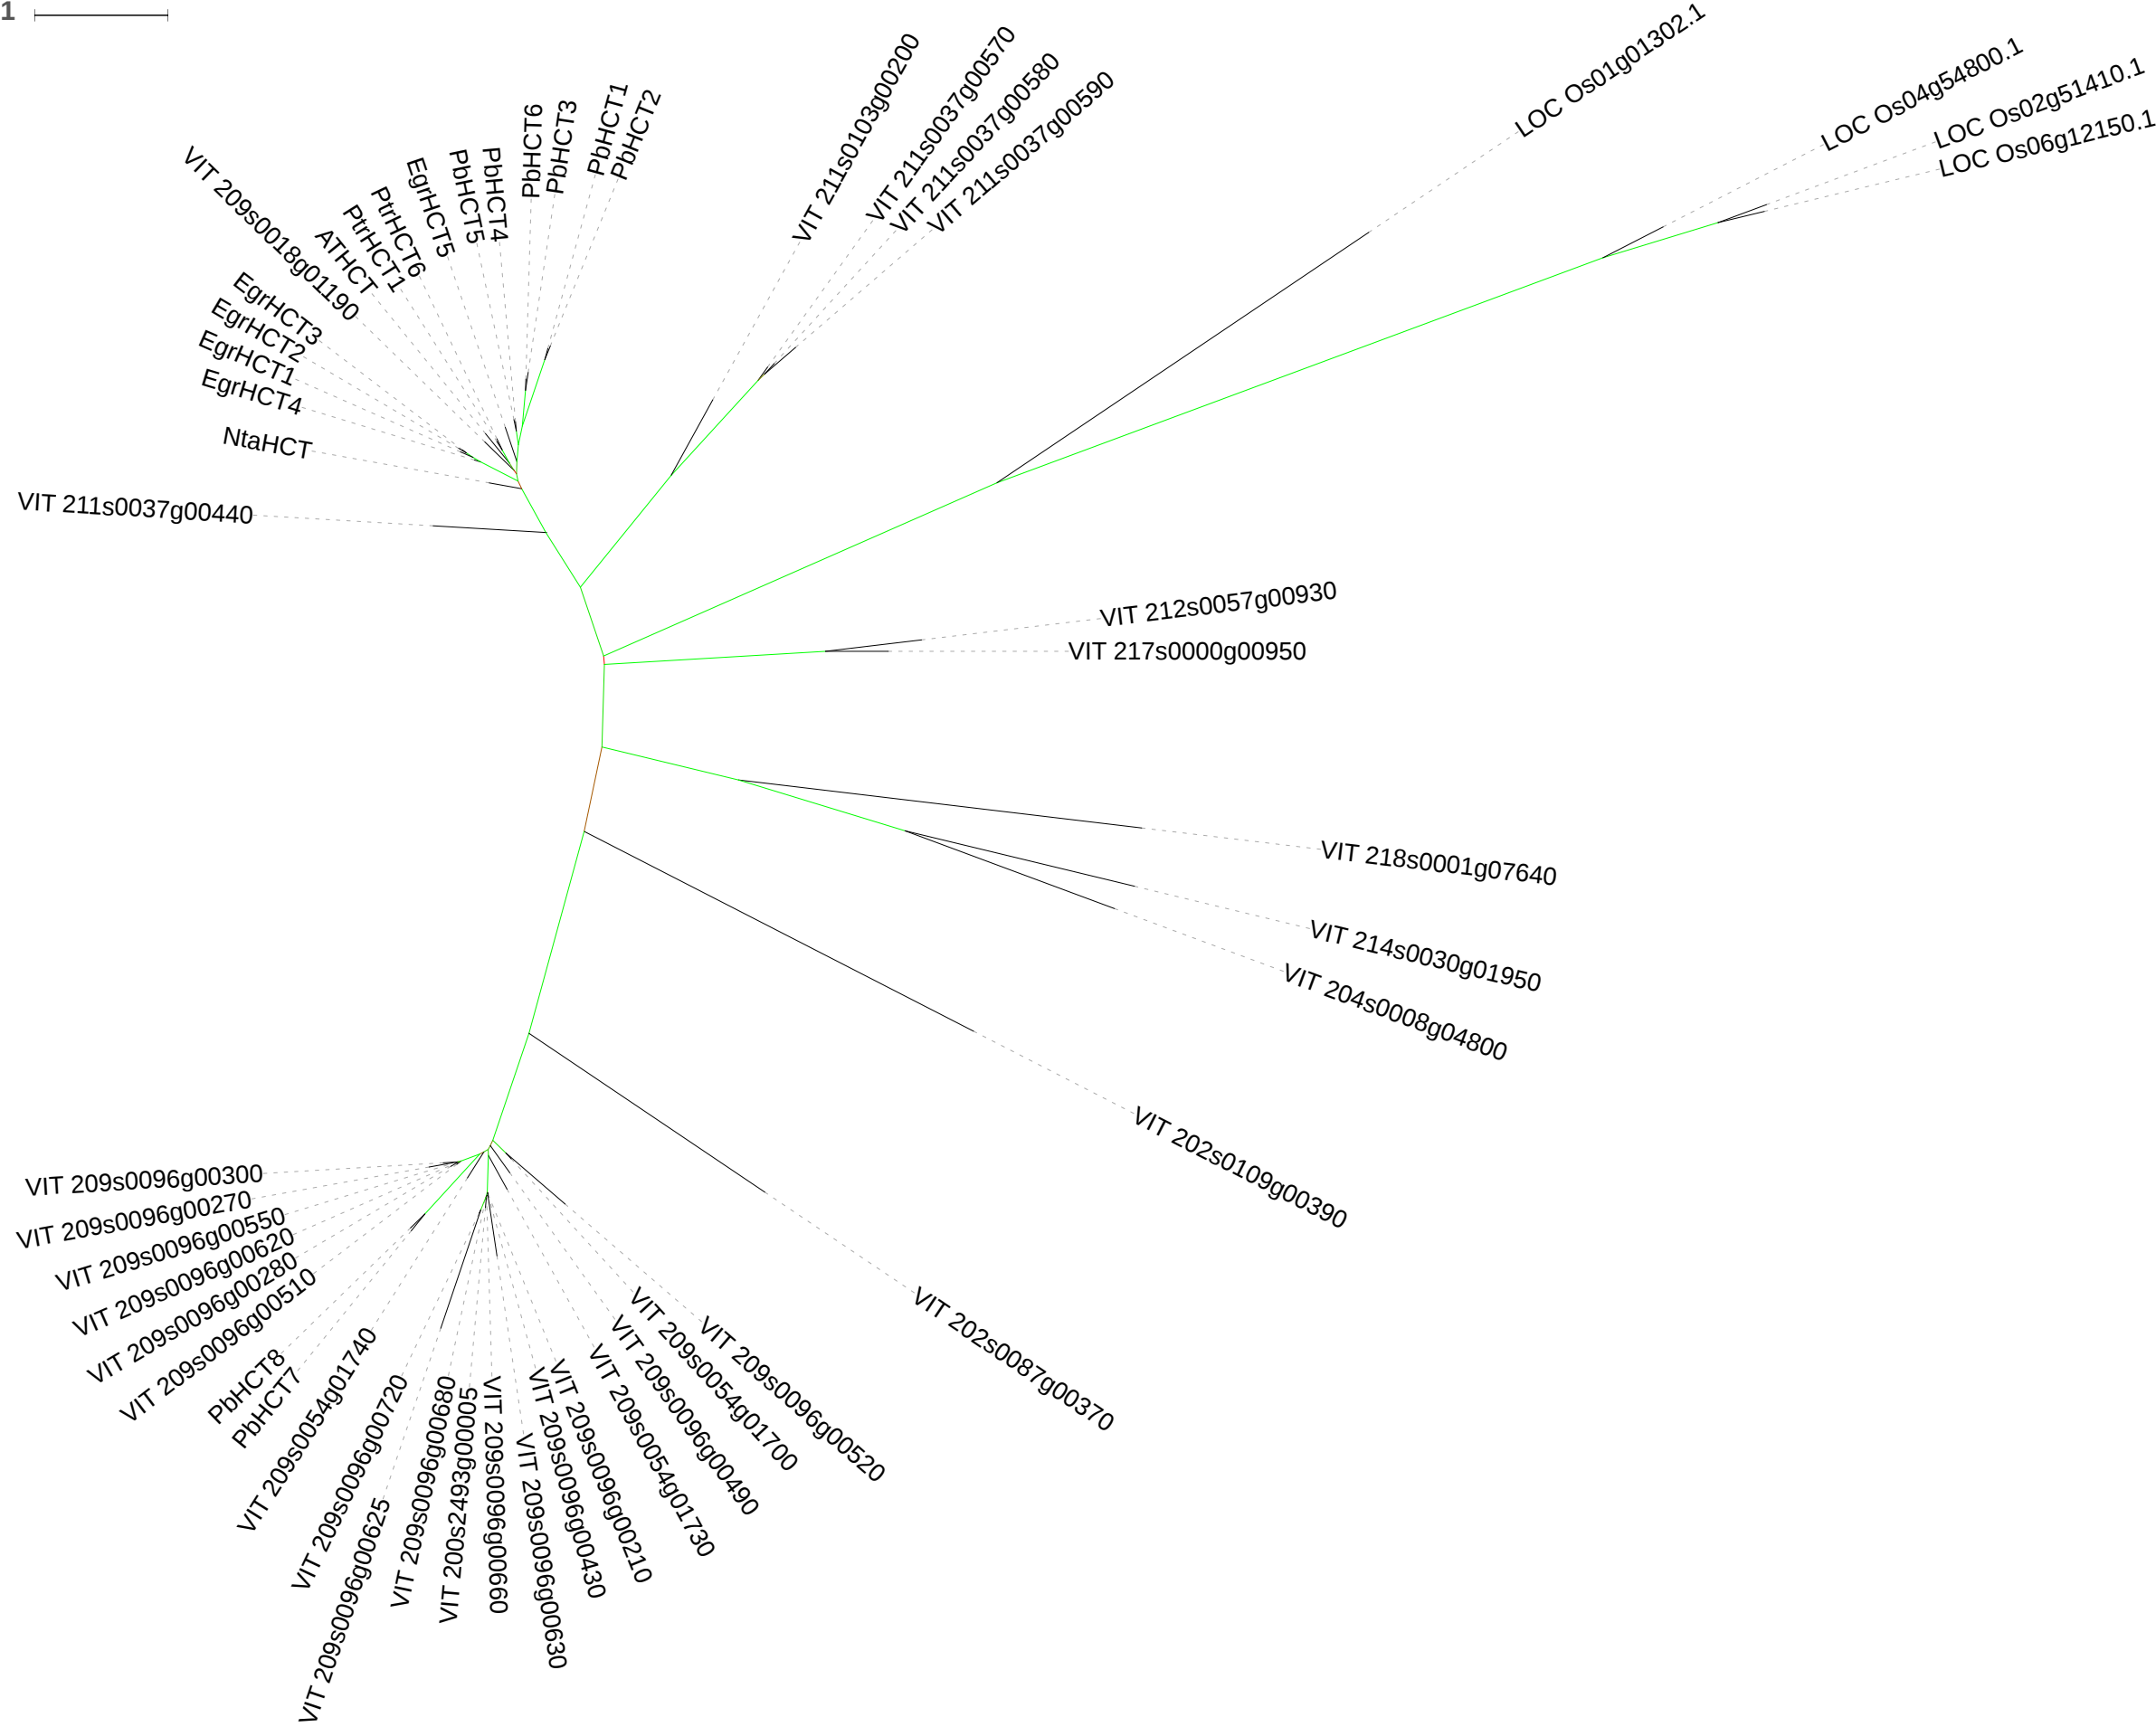 1
LOC Os01g01302.1
LOC Os04g54800.1
LOC Os02g51410.1
LOC Os06g12150.1
VIT 211s0103g00200
VIT 211s0037g00570
VIT 211s0037g00580
VIT 211s0037g00590
PbHCT2
PbHCT1
PbHCT3
PbHCT6
PbHCT4
PbHCT5
EgrHCT5
PtrHCT6
PtrHCT1
ATHCT
VIT 209s0018g01190
EgrHCT3
EgrHCT2
EgrHCT1
EgrHCT4
NtaHCT
VIT 211s0037g00440
VIT 212s0057g00930
VIT 217s0000g00950
VIT 218s0001g07640
VIT 214s0030g01950
VIT 204s0008g04800
VIT 202s0109g00390
VIT 202s0087g00370
VIT 209s0096g00300
VIT 209s0096g00270
VIT 209s0096g00550
VIT 209s0096g00620
VIT 209s0096g00280
VIT 209s0096g00510
PbHCT8
PbHCT7
VIT 209s0054g01740
VIT 209s0096g00720
VIT 209s0096g00625
VIT 209s0096g00680
VIT 200s2493g00005
VIT 209s0096g00660
VIT 209s0096g00630
VIT 209s0096g00430
VIT 209s0096g00210
VIT 209s0054g01730
VIT 209s0096g00490
VIT 209s0054g01700
VIT 209s0096g00520